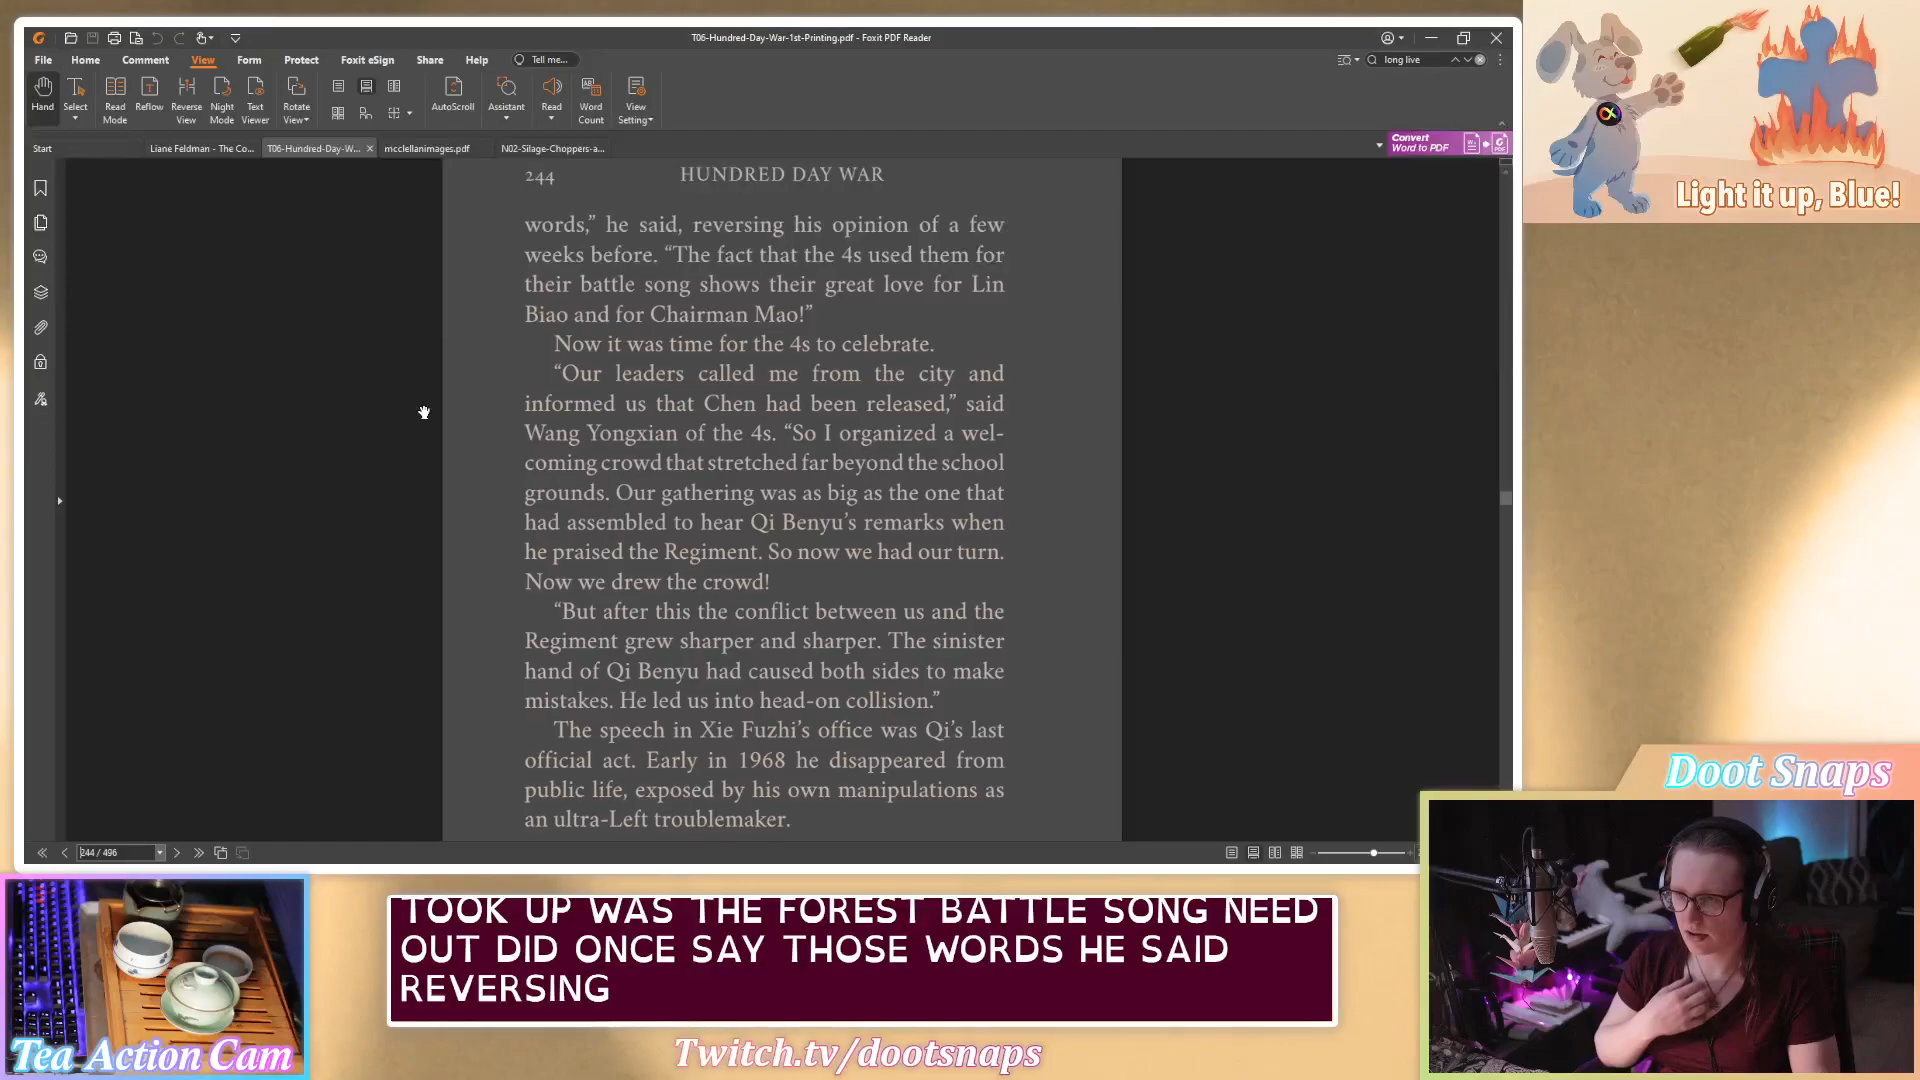 T06-Hundred-Day-War-1st-Printing.pdf - Foxit PDF Reader
File Home Comment View Form Protect Foxit eSign Share Help Tell me... long live
Hand Select Read Mode Reflow Reverse View Night Mode Text Viewer Rotate View AutoScroll Assistant Read Word Count View Setting
Start Liane Feldman - The Co... T06-Hundred-Day-W... mcclellanimages.pdf N02-Silage-Choppers-a...
Convert
Word to PDF
244 HUNDRED DAY WAR
words,” he said, reversing his opinion of a few
weeks before. “The fact that the 4s used them for
their battle song shows their great love for Lin
Biao and for Chairman Mao!”
Now it was time for the 4s to celebrate.
“Our leaders called me from the city and
informed us that Chen had been released,” said
Wang Yongxian of the 4s. “So I organized a wel-
coming crowd that stretched far beyond the school
grounds. Our gathering was as big as the one that
had assembled to hear Qi Benyu’s remarks when
he praised the Regiment. So now we had our turn.
Now we drew the crowd!
“But after this the conflict between us and the
Regiment grew sharper and sharper. The sinister
hand of Qi Benyu had caused both sides to make
mistakes. He led us into head-on collision.”
The speech in Xie Fuzhi’s office was Qi’s last
official act. Early in 1968 he disappeared from
public life, exposed by his own manipulations as
an ultra-Left troublemaker.
244 / 496
Light it up, Blue!
Doot Snaps
Tea Action Cam
TOOK UP WAS THE FOREST BATTLE SONG NEED
OUT DID ONCE SAY THOSE WORDS HE SAID
REVERSING
Twitch.tv/dootsnaps